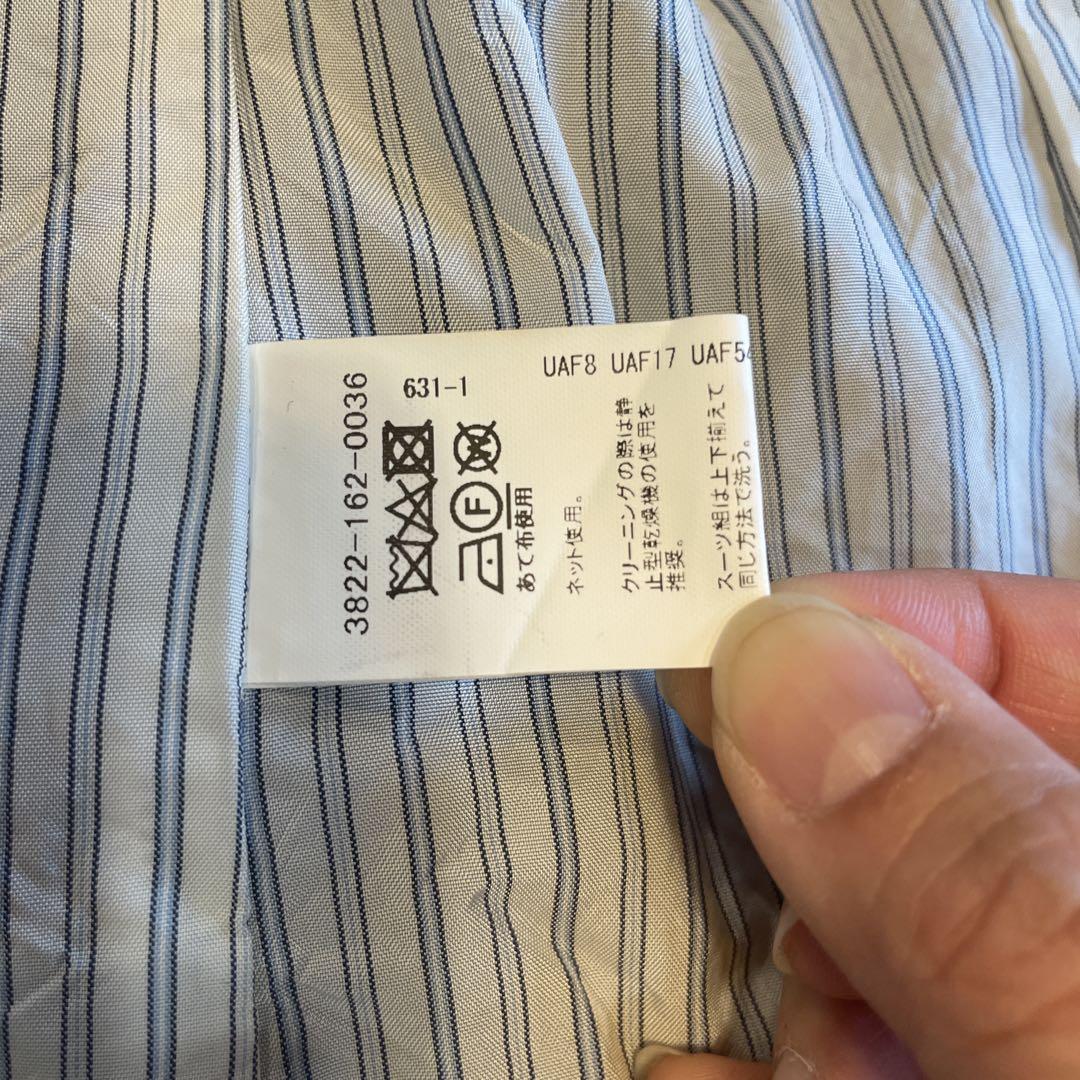 UAF8 UAF17 UAF54
631-1
3822-162-0036
F
W
あて布使用
ネット使用。
クリーニングの際は静
止型乾燥機の使用を
推奨。
スーツ組は上下揃えて
同じ方法で洗う。